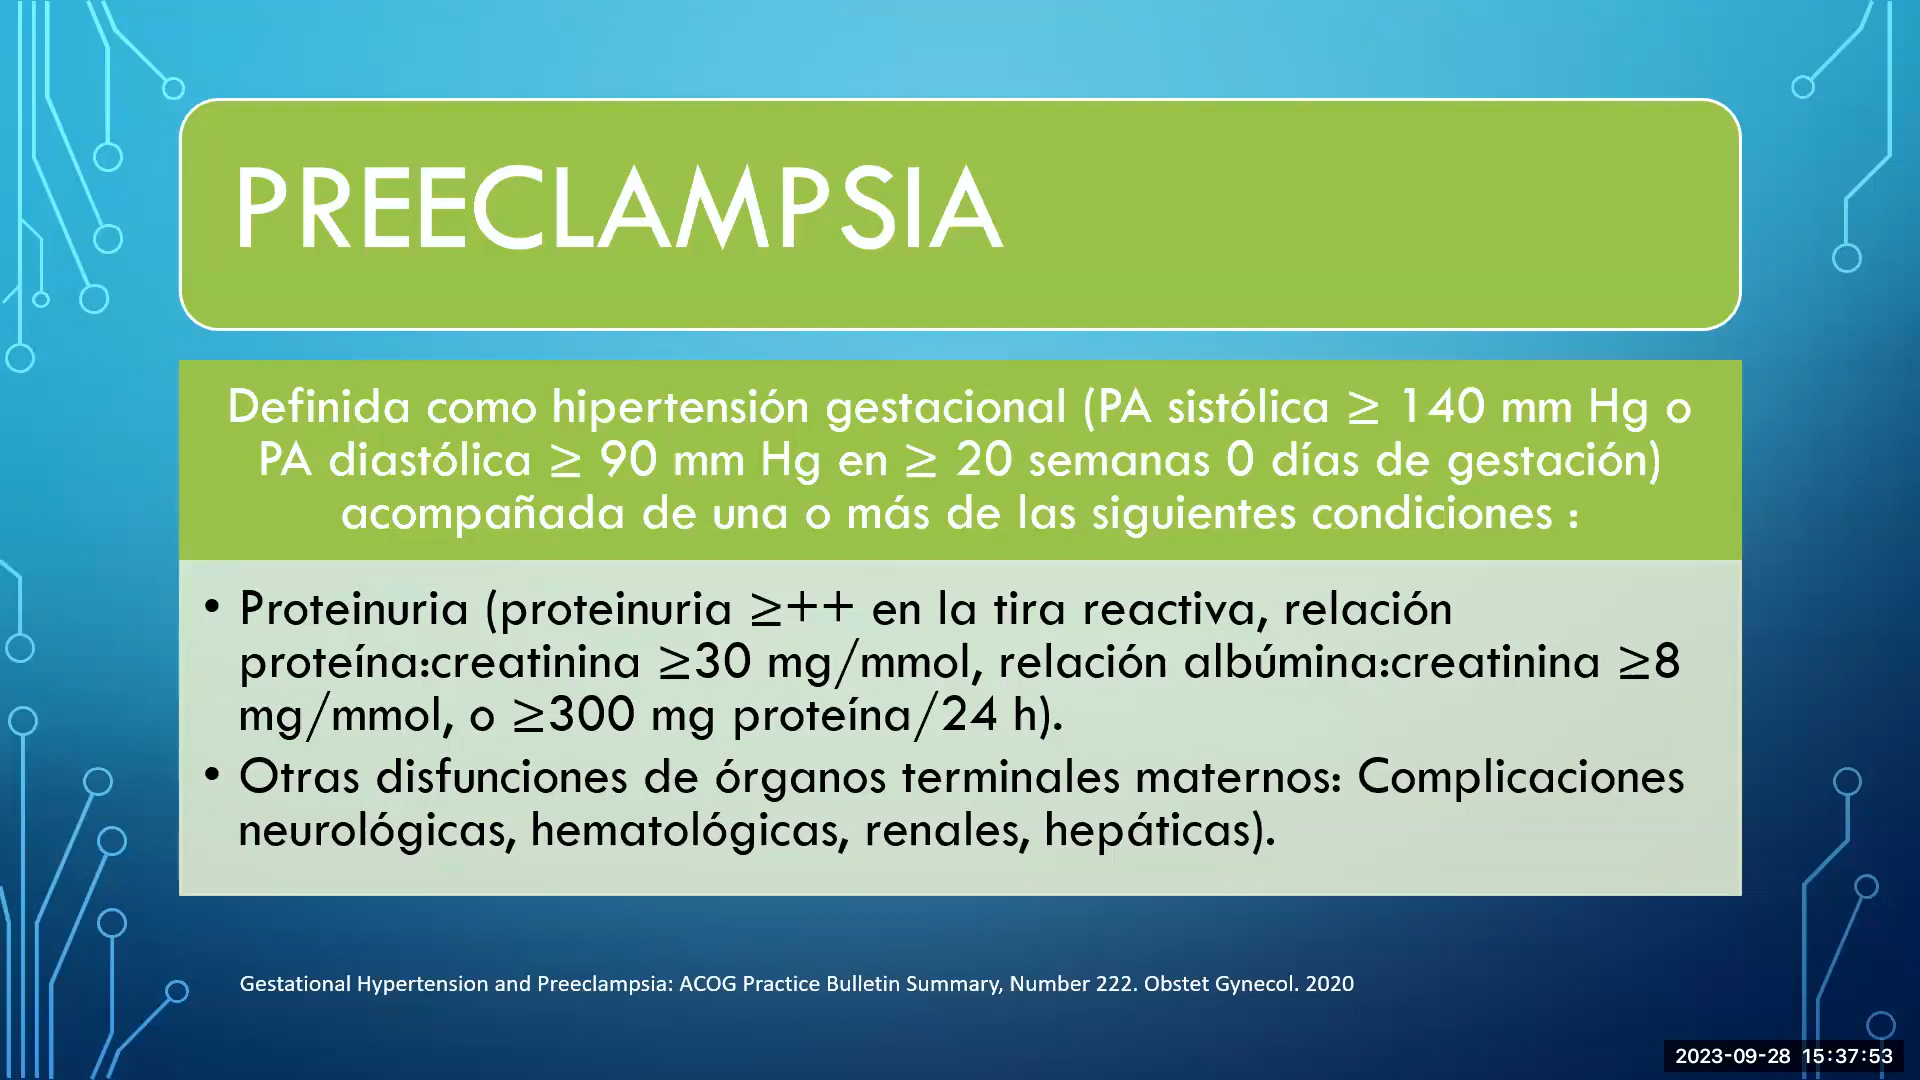 PREECLAMPSIA
Definida como hipertensión gestacional (PA sistólica ≥ 140 mm Hg o
PA diastólica ≥ 90 mm Hg en ≥ 20 semanas 0 días de gestación)
acompañada de una o más de las siguientes condiciones :
• Proteinuria (proteinuria ≥++ en la tira reactiva, relación
proteína:creatinina ≥30 mg/mmol, relación albúmina:creatinina ≥8
mg/mmol, o ≥300 mg proteína/24 h).
• Otras disfunciones de órganos terminales maternos: Complicaciones
neurológicas, hematológicas, renales, hepáticas).
Gestational Hypertension and Preeclampsia: ACOG Practice Bulletin Summary, Number 222. Obstet Gynecol. 2020
2023-09-28 15:37:53